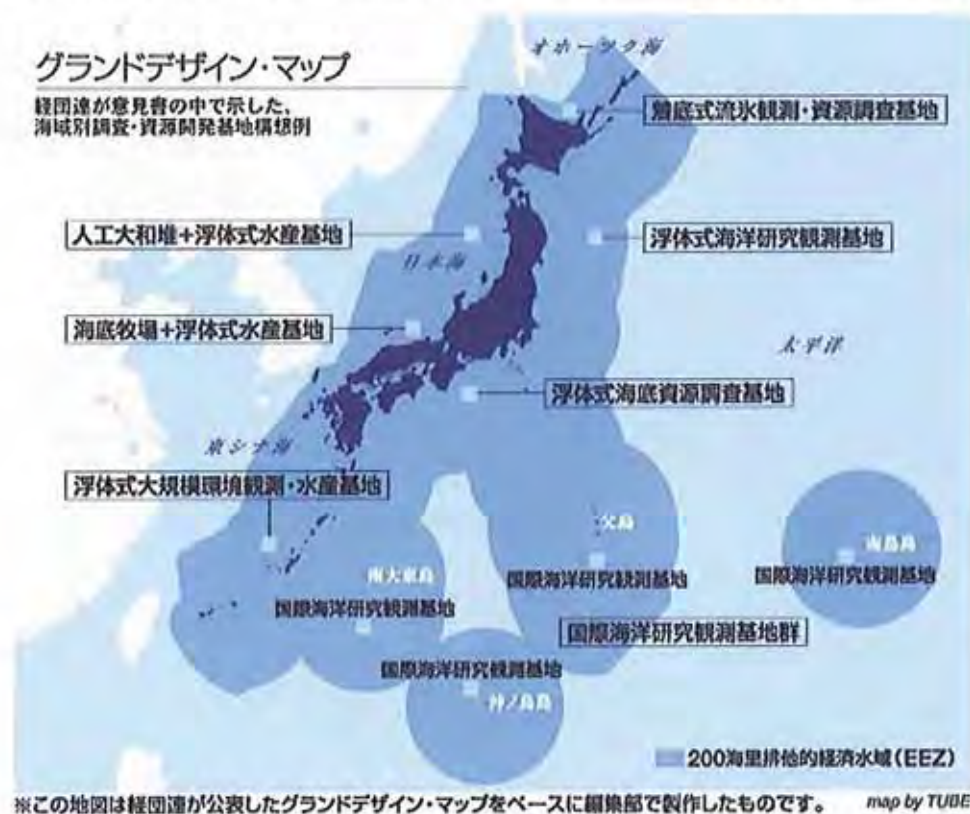 グランドデザイン・マップ
経団連が意見書の中で示した、
海域別調査・資源開発基地構想例
オホーツク海
着底式流氷観測・資源調査基地
人工大和堆+浮体式水産基地
浮体式海洋研究観測基地
日本海
海底牧場+浮体式水産基地
太平洋
浮体式海底資源調査基地
東シナ海
浮体式大規模環境観測・水産基地
父島
南鳥島
南大東島
国際海洋研究観測基地
国際海洋研究観測基地
国際海洋研究観測基地
国際海洋研究観測基地群
国際海洋研究観測基地
沖ノ鳥島
200海里排他的経済水域(EEZ)
※この地図は経団連が公表したグランドデザイン・マップをベースに編集部で製作したものです。
map by TUBE